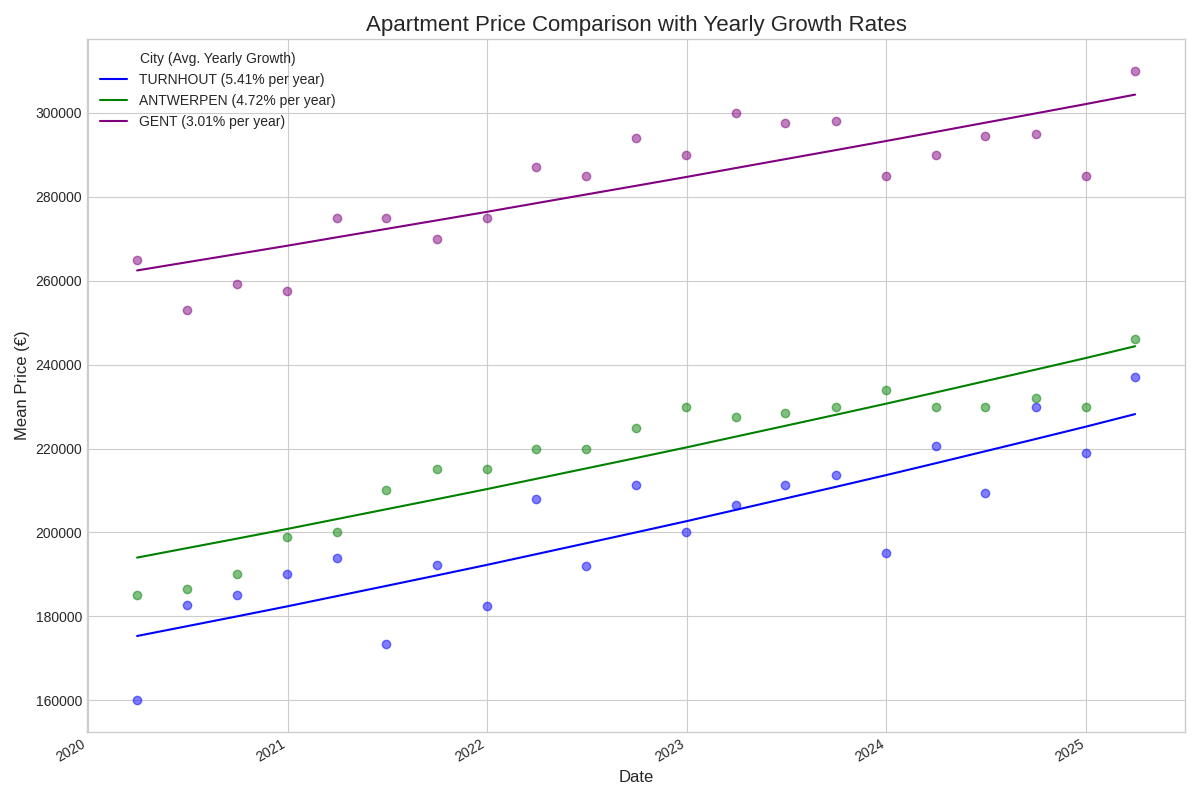 Apartment Price Comparison with Yearly Growth Rates
City (Avg. Yearly Growth)
TURNHOUT (5.41% per year)
ANTWERPEN (4.72% per year)
GENT (3.01% per year)
Mean Price (€)
300000
280000
260000
240000
220000
200000
180000
160000
2020
2021
2022
2023
2024
2025
Date